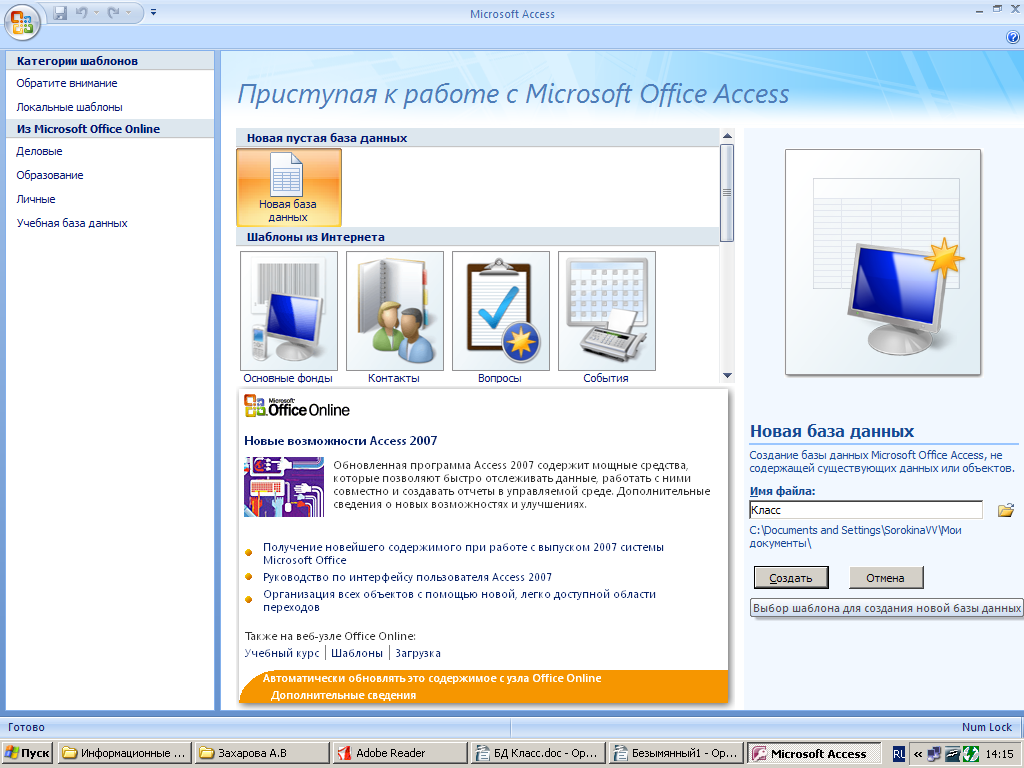 Microsoft Access
Категории шаблонов
Обратите внимание
Локальные шаблоны
Из Microsoft Office Online
Деловые
Образование
Личные
Учебная база данных
Приступая к работе с Microsoft Office Access
Новая пустая база данных
Новая база
данных
Шаблоны из Интернета
Основные фонды
Контакты
Вопросы
События
Microsoft
Office Online
Новые возможности Access 2007
Обновленная программа Access 2007 содержит мощные средства,
которые позволяют быстро отслеживать данные, работать с ними
совместно и создавать отчеты в управляемой среде. Дополнительные
сведения о новых возможностях и улучшениях.
Получение новейшего содержимого при работе с выпуском 2007 системы
Microsoft Office
Руководство по интерфейсу пользователя Access 2007
Организация всех объектов с помощью новой, легко доступной области
переходов
Также на веб-узле Office Online:
Учебный курс | Шаблоны | Загрузка
Автоматически обновлять это содержимое с узла Office Online
Дополнительные сведения
Новая база данных
Создание базы данных Microsoft Office Access, не
содержащей существующих данных или объектов.
Имя файла:
Класс
C:\Documents and Settings\SorokinaVV\Мои
документы\
Создать
Отмена
Выбор шаблона для создания новой базы данных
Готово
Num Lock
Пуск
Информационные ...
Захарова А.В
Adobe Reader
БД Класс.doc - Op...
Безымянный1 - Op...
Microsoft Access
RL
«
14:15